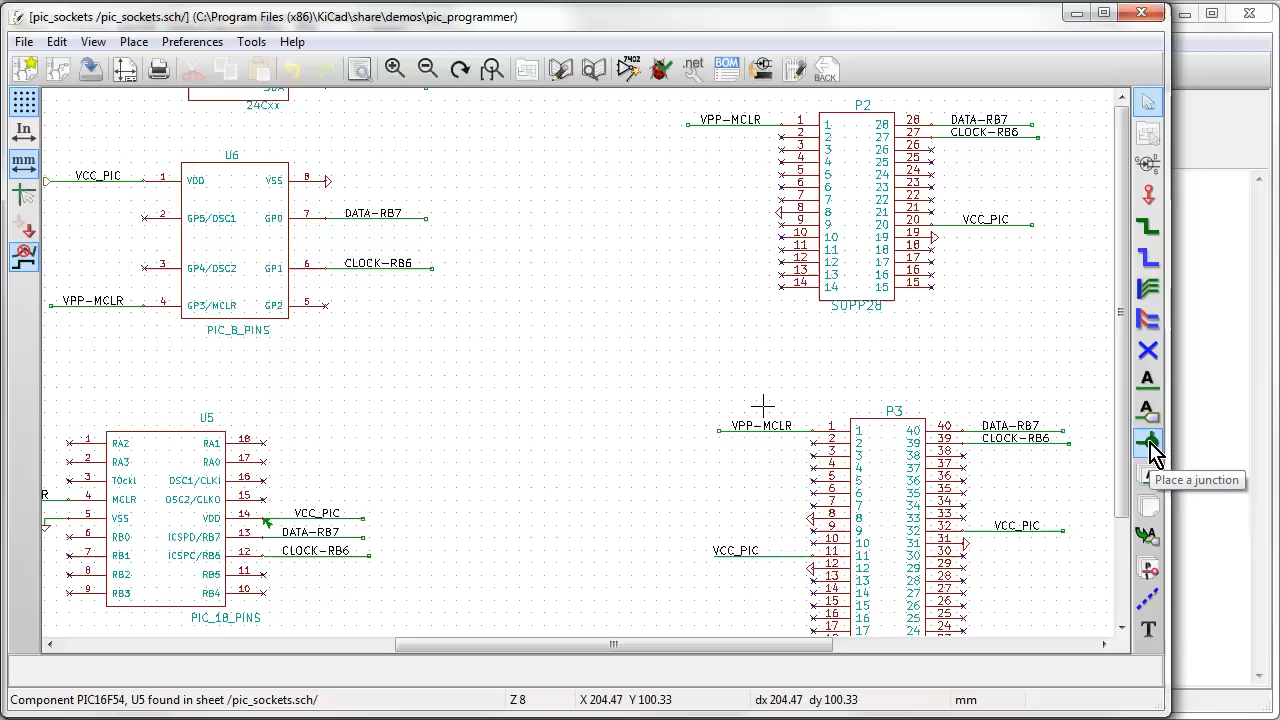 [pic_sockets /pic_sockets.sch/] (C:\Program Files (x86)\KiCad\share\demos\pic_programmer)
File Edit View Place Preferences Tools Help
7402
.net
BOM
BACK
In
mm
24Cxx
U6
VCC_PIC 1 VDD VSS 8
2 GP5/DSC1 GP0 7 DATA-RB7
3 GP4/DSC2 GP1 6 CLOCK-RB6
VPP-MCLR 4 GP3/MCLR GP2 5
PIC_8_PINS
P2
VPP-MCLR 1 1 28 28 DATA-RB7
2 2 27 27 CLOCK-RB6
3 3 26 26
4 4 25 25
5 5 24 24
6 6 23 23
7 7 22 22
8 8 21 21
9 9 20 20 VCC_PIC
10 10 19 19
11 11 18 18
12 12 17 17
13 13 16 16
14 14 15 15
SUPP28
U5
1 RA2 RA1 18
2 RA3 RA0 17
3 TOckI OSC1/CLKI 16
R 4 MCLR OSC2/CLKO 15
5 VSS VDD 14 VCC_PIC
6 RB0 ICSPD/RB7 13 DATA-RB7
7 RB1 ICSPC/RB6 12 CLOCK-RB6
8 RB2 RB5 11
9 RB3 RB4 10
PIC_18_PINS
P3
VPP-MCLR 1 1 40 40 DATA-RB7
2 2 39 39 CLOCK-RB6
3 3 38 38
4 4 37 37
5 5 36 36
6 6 35 35
7 7 34 34
8 8 33 33
9 9 32 32 VCC_PIC
10 10 31 31
VCC_PIC 11 11 30 30
12 12 29 29
13 13 28 28
14 14 27 27
15 15 26 26
16 16 25 25
17 17 24 24
A
A
Place a junction
A
T
Component PIC16F54, U5 found in sheet /pic_sockets.sch/ Z 8 X 204.47 Y 100.33 dx 204.47 dy 100.33 mm